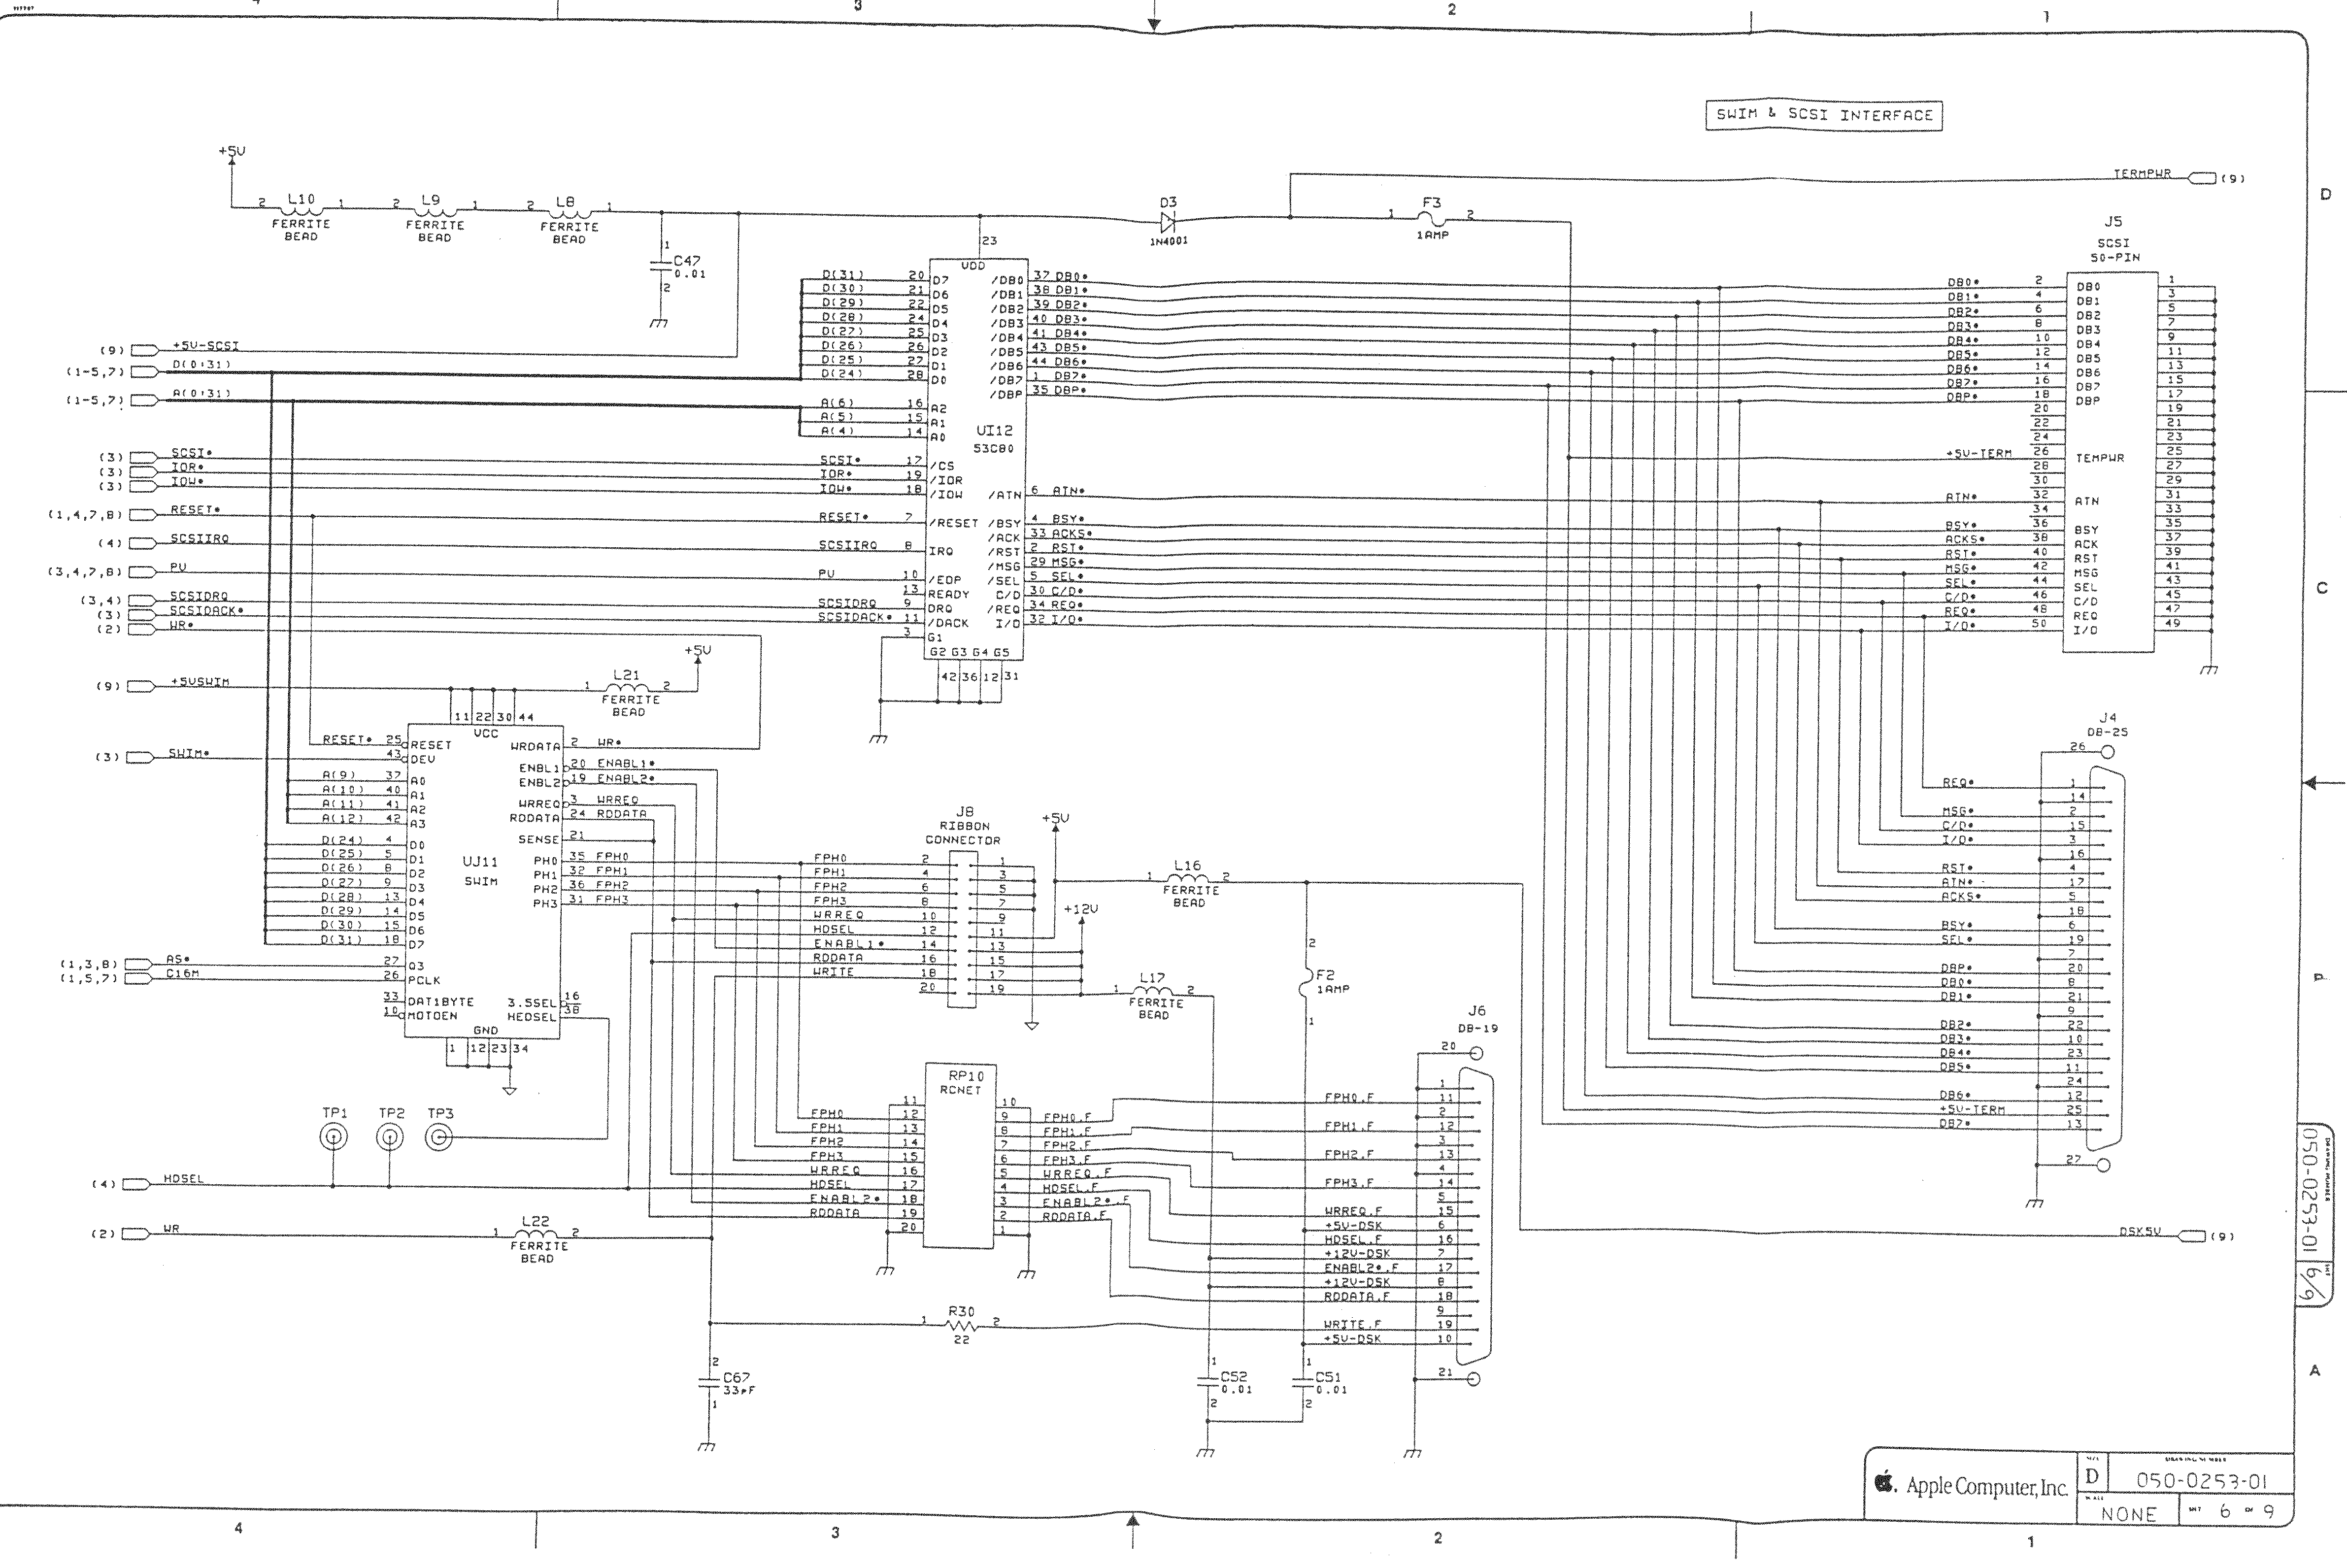 4 3 2 1
SWIM & SCSI INTERFACE
+5V
2 L10 1 2 L9 1 2 L8 1
FERRITE BEAD FERRITE BEAD FERRITE BEAD
1 C47 0.01 2
D3 1N4001
1 F3 2 1AMP
TERMPWR (9)
D
(9) +5V-SCSI
(1-5,7) D(0:31)
(1-5,7) A(0:31)
(3) SCSI*
(3) IOR*
(3) IOW*
(1,4,7,8) RESET*
(4) SCSIIRQ
(3,4,7,8) PU
(3,4) SCSIDRQ
(3) SCSIDACK*
(2) WR*
23 VDD
D(31) 20 D7 /DB0 37 DB0*
D(30) 21 D6 /DB1 38 DB1*
D(29) 22 D5 /DB2 39 DB2*
D(28) 24 D4 /DB3 40 DB3*
D(27) 25 D3 /DB4 41 DB4*
D(26) 26 D2 /DB5 43 DB5*
D(25) 27 D1 /DB6 44 DB6*
D(24) 28 D0 /DB7 1 DB7*
/DBP 35 DBP*
A(6) 16 A2
A(5) 15 A1
A(4) 14 A0
UI12
53C80
SCSI* 17 /CS
IOR* 19 /IOR
IOW* 18 /IOW /ATN 6 ATN*
RESET* 7 /RESET /BSY 4 BSY*
/ACK 33 ACKS*
SCSIIRQ 8 IRQ /RST 2 RST*
/MSG 29 MSG*
PU 10 /EOP /SEL 5 SEL*
13 READY C/D 30 C/D*
SCSIDRQ 9 DRQ /REQ 34 REQ*
SCSIDACK* 11 /DACK I/O 32 I/O*
3 G1
G2 G3 G4 G5
42 36 12 31
J5
SCSI
50-PIN
DB0* 2 DB0 1
DB1* 4 DB1 3
DB2* 6 DB2 5
DB3* 8 DB3 7
DB4* 10 DB4 9
DB5* 12 DB5 11
DB6* 14 DB6 13
DB7* 16 DB7 15
DBP* 18 DBP 17
20 19
22 21
24 23
+5V-TERM 26 TEMPWR 25
28 27
30 29
ATN* 32 ATN 31
34 33
BSY* 36 BSY 35
ACKS* 38 ACK 37
RST* 40 RST 39
MSG* 42 MSG 41
SEL* 44 SEL 43
C/D* 46 C/D 45
REQ* 48 REQ 47
I/O* 50 I/O 49
C
(9) +5VSWIM
1 L21 2 +5V
FERRITE BEAD
11 22 30 44
VCC
(3) SWIM*
RESET* 25 RESET WRDATA 2 WR*
43 DEV
ENBL1 20 ENABL1*
A(9) 37 A0 ENBL2 19 ENABL2*
A(10) 40 A1
A(11) 41 A2 WRREQ 3 WRREQ
A(12) 42 A3 RDDATA 24 RDDATA
SENSE 21
D(24) 4 D0
D(25) 5 D1 PH0 35 FPH0
D(26) 8 D2 PH1 32 FPH1
D(27) 9 D3 PH2 36 FPH2
D(28) 13 D4 PH3 31 FPH3
D(29) 14 D5
D(30) 15 D6
D(31) 18 D7
UJ11
SWIM
(1,3,8) AS* 27 Q3
(1,5,7) C16M 26 PCLK
33 DAT1BYTE 3.5SEL 16
10 MOTOEN HEDSEL 38
GND
1 12 23 34
TP1 TP2 TP3
(4) HDSEL
(2) WR
1 L22 2
FERRITE BEAD
J8
RIBBON
CONNECTOR
FPH0 2 1
FPH1 4 3
FPH2 6 5
FPH3 8 7
WRREQ 10 9
HDSEL 12 11
ENABL1* 14 13
RDDATA 16 15
WRITE 18 17
20 19
+5V
+12V
1 L16 2
FERRITE BEAD
1 L17 2
FERRITE BEAD
2 F2 1AMP 1
RP10
RCNET
11 10
FPH0 12 9 FPH0.F
FPH1 13 8 FPH1.F
FPH2 14 7 FPH2.F
FPH3 15 6 FPH3.F
WRREQ 16 5 WRREQ.F
HDSEL 17 4 HDSEL.F
ENABL2* 18 3 ENABL2*.F
RDDATA 19 2 RDDATA.F
20 1
J6
DB-19
20
1
FPH0.F 11
2
FPH1.F 12
3
FPH2.F 13
4
FPH3.F 14
5
WRREQ.F 15
+5V-DSK 6
HDSEL.F 16
+12V-DSK 7
ENABL2*.F 17
+12V-DSK 8
RDDATA.F 18
9
WRITE.F 19
+5V-DSK 10
21
1 R30 2
22
2 C67 33pF 1
1 C52 0.01 2
1 C51 0.01 2
J4
DB-25
26
REQ* 1
14
MSG* 2
C/D* 15
I/O* 3
16
RST* 4
ATN* 17
ACKS* 5
18
BSY* 6
SEL* 19
7
DBP* 20
DB0* 8
DB1* 21
9
DB2* 22
DB3* 10
DB4* 23
DB5* 11
24
DB6* 12
+5V-TERM 25
DB7* 13
27
DSK5V (9)
DRAWING NUMBER
050-0253-01
SHT
6/9
A
Apple Computer, Inc.
SIZE
D
DRAWING NUMBER
050-0253-01
SCALE
NONE
SHT 6 OF 9
4 3 2 1